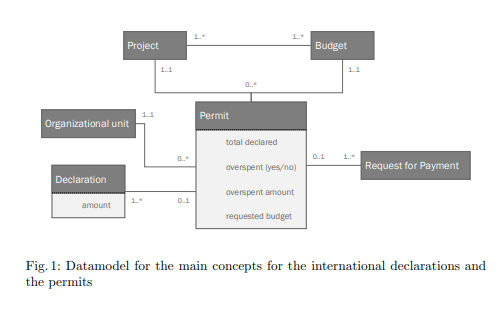 1..* 1..*
Project Budget
1..1 1..1
0..*
Organizational unit 1..1 Permit
total declared
0..* overspent (yes/no) 0..1 1..* Request for Payment
Declaration
overspent amount
amount 1..* 0..1
requested budget
Fig. 1: Datamodel for the main concepts for the international declarations and
the permits